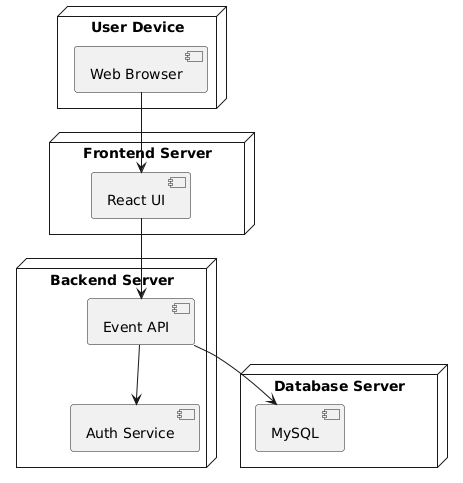 User Device
Web Browser
Frontend Server
React UI
Backend Server
Event API
Database Server
Auth Service
MySQL